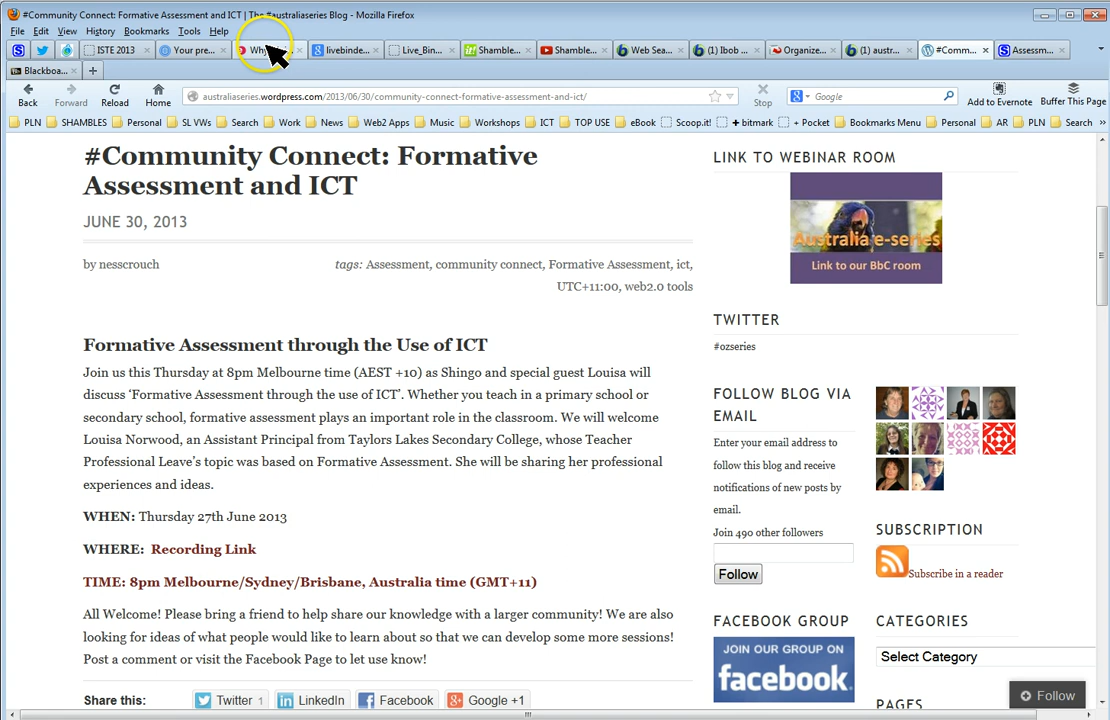 #Community Connect: Formative Assessment and ICT | The #australiaseries Blog - Mozilla Firefox
File Edit View History Bookmarks Tools Help
ISTE 2013 Your pre... Why livebinde... Live_Bin... Shamble... Shamble... Web Sea... (1) Ibob ... Organize... (1) austr... #Comm... Assessm...
Blackboa...
Back Forward Reload Home australiaseries.wordpress.com/2013/06/30/community-connect-formative-assessment-and-ict/ Stop Google Add to Evernote Buffer This Page
PLN SHAMBLES Personal SL VWs Search Work News Web2 Apps Music Workshops ICT TOP USE eBook Scoop.it! + bitmark + Pocket Bookmarks Menu Personal AR PLN Search
#Community Connect: Formative
Assessment and ICT
JUNE 30, 2013
by nesscrouch
tags: Assessment, community connect, Formative Assessment, ict,
UTC+11:00, web2.0 tools
Formative Assessment through the Use of ICT
Join us this Thursday at 8pm Melbourne time (AEST +10) as Shingo and special guest Louisa will
discuss ‘Formative Assessment through the use of ICT’. Whether you teach in a primary school or
secondary school, formative assessment plays an important role in the classroom. We will welcome
Louisa Norwood, an Assistant Principal from Taylors Lakes Secondary College, whose Teacher
Professional Leave’s topic was based on Formative Assessment. She will be sharing her professional
experiences and ideas.
WHEN: Thursday 27th June 2013
WHERE: Recording Link
TIME: 8pm Melbourne/Sydney/Brisbane, Australia time (GMT+11)
All Welcome! Please bring a friend to help share our knowledge with a larger community! We are also
looking for ideas of what people would like to learn about so that we can develop some more sessions!
Post a comment or visit the Facebook Page to let use know!
Share this: Twitter 1 LinkedIn Facebook Google +1
LINK TO WEBINAR ROOM
Australia e-series
Link to our BbC room
TWITTER
#ozseries
FOLLOW BLOG VIA
EMAIL
Enter your email address to
follow this blog and receive
notifications of new posts by
email.
Join 490 other followers
Follow
FACEBOOK GROUP
JOIN OUR GROUP ON
facebook
SUBSCRIPTION
Subscribe in a reader
CATEGORIES
Select Category
PAGES
Follow